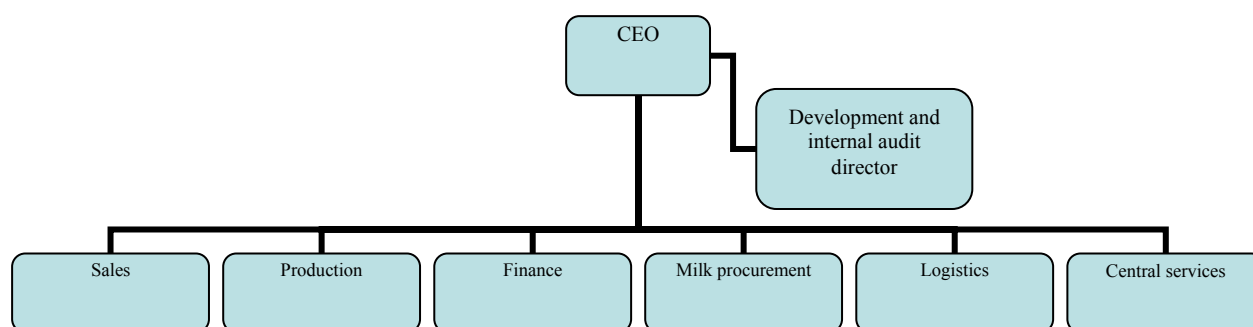 CEO
Development and
internal audit
director
Sales
Production
Finance
Milk procurement
Logistics
Central services